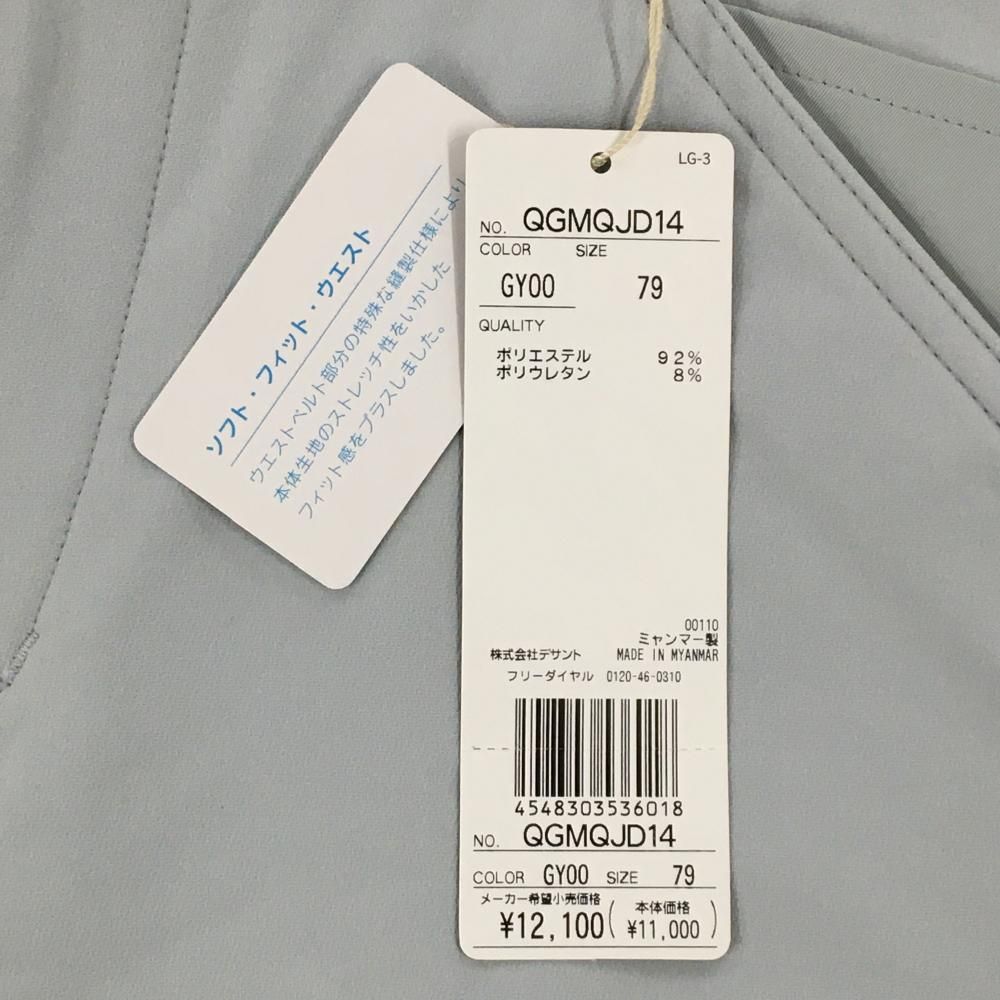 ソフト・フィット・ウエスト
ウエストベルト部分の特殊な縫製仕様により
本体生地のストレッチ性をいかした
フィット感をプラスしました。
LG-3
NO. QGMQJD14
COLOR SIZE
GY00 79
QUALITY
ポリエステル 92%
ポリウレタン 8%
00110
ミャンマー製
株式会社デサント MADE IN MYANMAR
フリーダイヤル 0120-46-0310
4548303536018
NO. QGMQJD14
COLOR GY00 SIZE 79
メーカー希望小売価格
¥12,100(本体価格 ¥11,000)